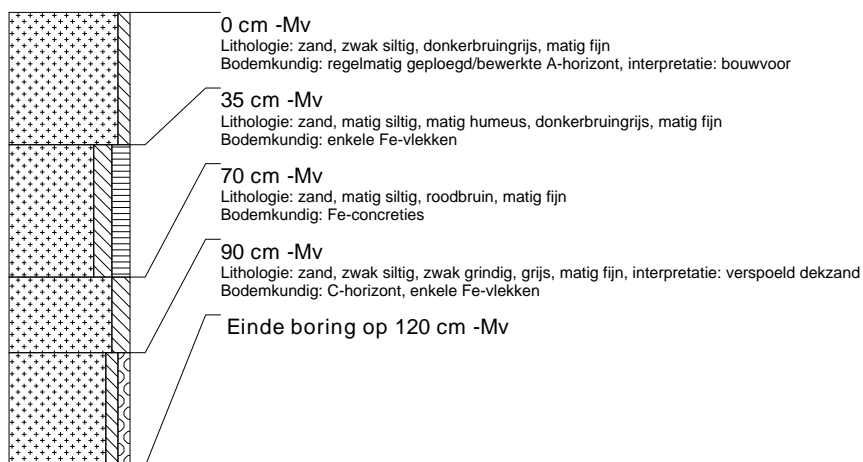 0 cm -Mv
Lithologie: zand, zwak siltig, donkerbruingrijs, matig fijn
Bodemkundig: regelmatig geploegd/bewerkte A-horizont, interpretatie: bouwvoor
35 cm -Mv
Lithologie: zand, matig siltig, matig humeus, donkerbruingrijs, matig fijn
Bodemkundig: enkele Fe-vlekken
70 cm -Mv
Lithologie: zand, matig siltig, roodbruin, matig fijn
Bodemkundig: Fe-concreties
90 cm -Mv
Lithologie: zand, zwak siltig, zwak grindig, grijs, matig fijn, interpretatie: verspoeld dekzand
Bodemkundig: C-horizont, enkele Fe-vlekken
Einde boring op 120 cm -Mv